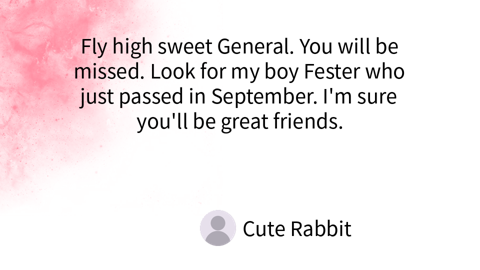 Fly high sweet General. You will be
missed. Look for my boy Fester who
just passed in September. I'm sure
you'll be great friends.
Cute Rabbit